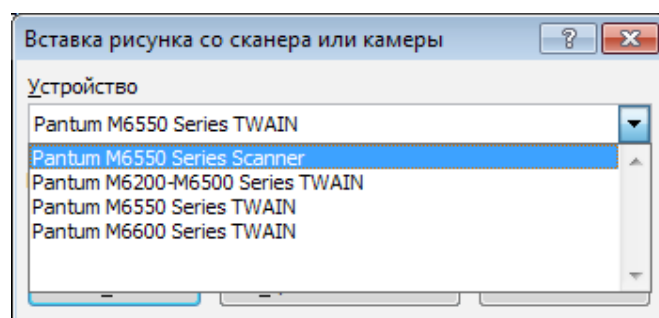 Вставка рисунка со сканера или камеры
Устройство
Pantum M6550 Series TWAIN
Pantum M6550 Series Scanner
Pantum M6200-M6500 Series TWAIN
Pantum M6550 Series TWAIN
Pantum M6600 Series TWAIN